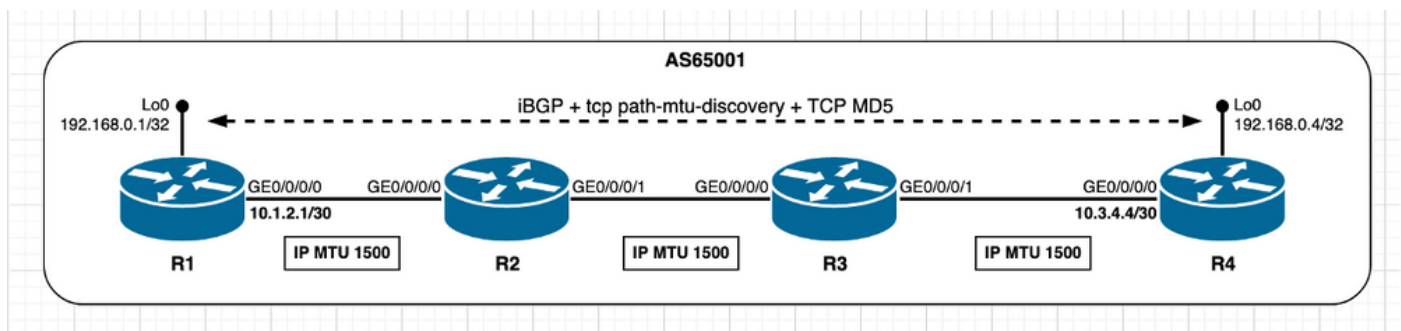 AS65001
iBGP + tcp path-mtu-discovery + TCP MD5
Lo0
192.168.0.1/32
Lo0
192.168.0.4/32
GE0/0/0/0
GE0/0/0/0
GE0/0/0/1
GE0/0/0/0
GE0/0/0/1
GE0/0/0/0
10.1.2.1/30
10.3.4.4/30
IP MTU 1500
IP MTU 1500
IP MTU 1500
R1
R2
R3
R4